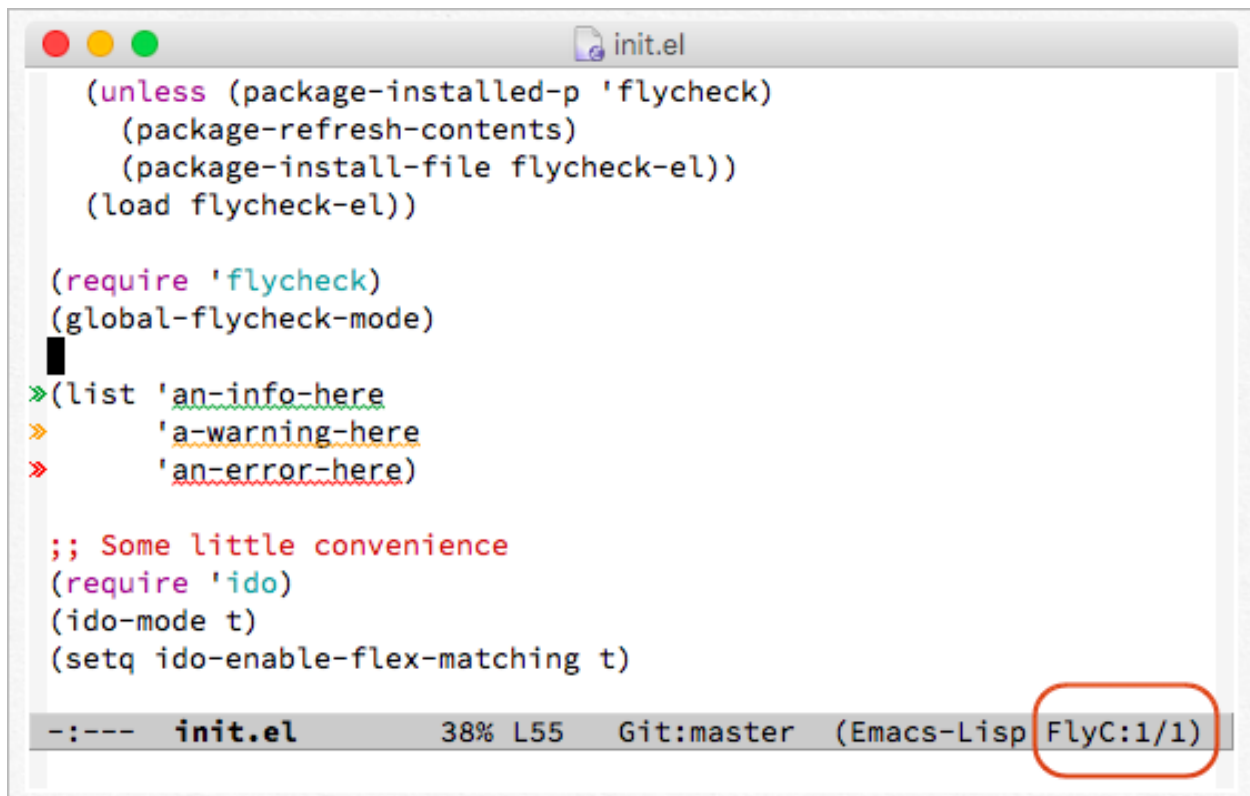 init.el
(unless (package-installed-p 'flycheck)
(package-refresh-contents)
(package-install-file flycheck-el))
(load flycheck-el))
(require 'flycheck)
(global-flycheck-mode)
(list 'an-info-here
'a-warning-here
'an-error-here)
;; Some little convenience
(require 'ido)
(ido-mode t)
(setq ido-enable-flex-matching t)
-:--- init.el 38% L55 Git:master (Emacs-Lisp FlyC:1/1)